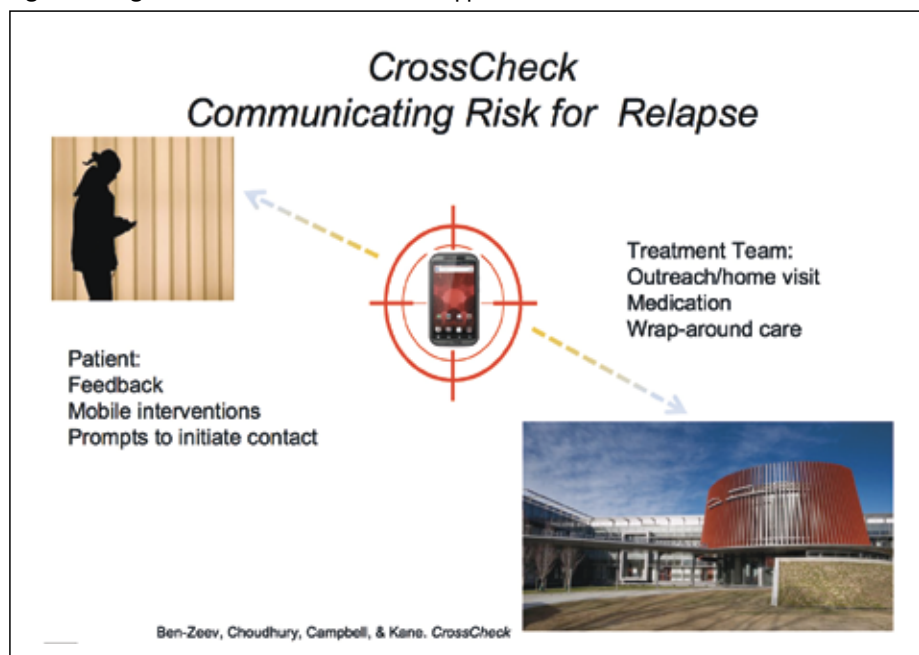 CrossCheck
Communicating Risk for Relapse
Treatment Team:
Outreach/home visit
Medication
Wrap-around care
Patient:
Feedback
Mobile interventions
Prompts to initiate contact
Ben-Zeev, Choudhury, Campbell, & Kane. CrossCheck